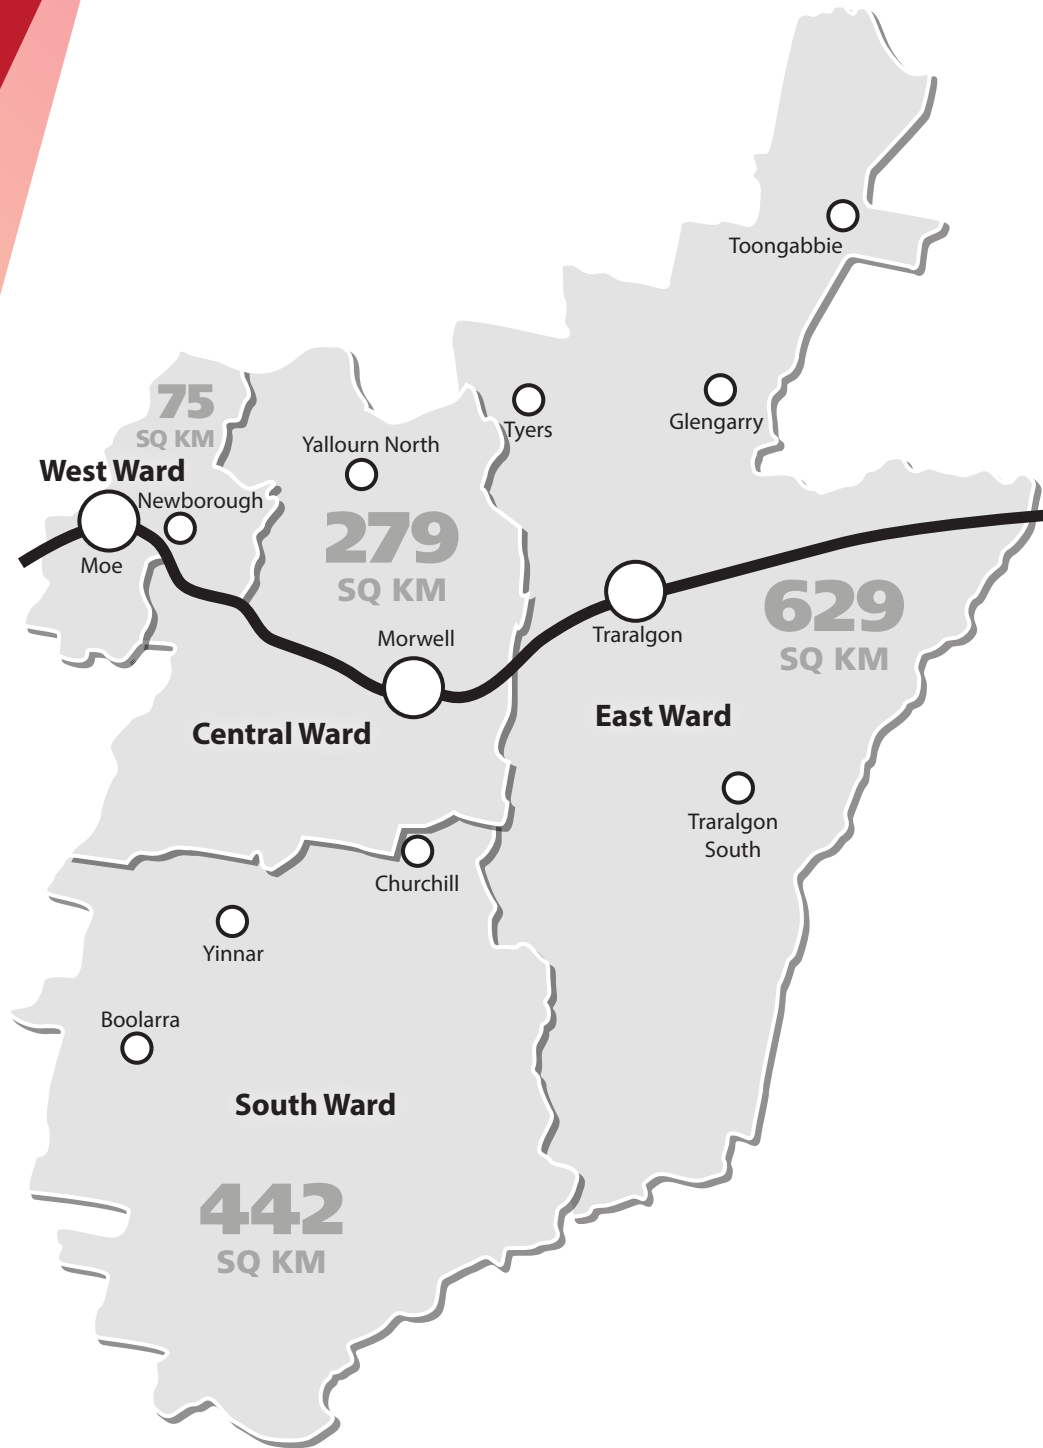 Toongabbie
75
SQ KM
Glengarry
Tyers
Yallourn North
West Ward
Newborough
279
SQ KM
Moe
629
SQ KM
Morwell
Traralgon
East Ward
Central Ward
Traralgon
South
Churchill
Yinnar
Boolarra
South Ward
442
SQ KM